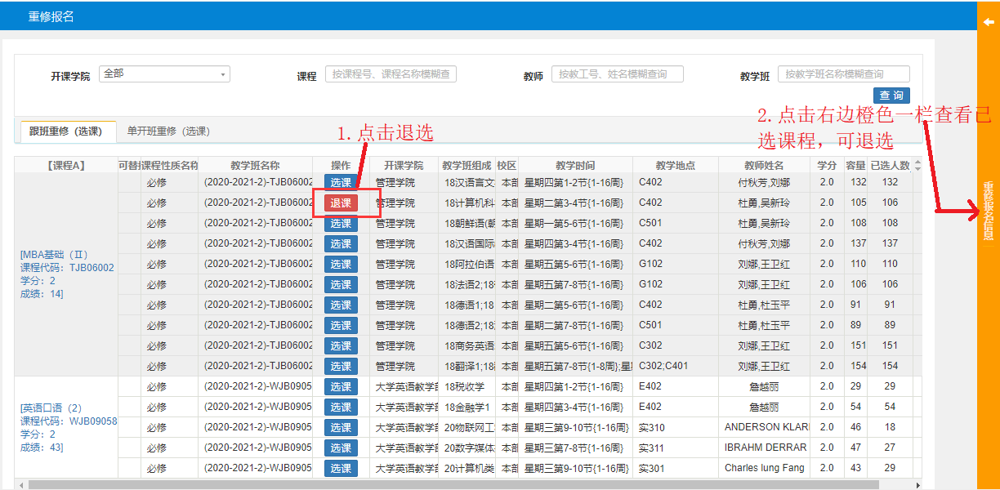 重修报名
开课学院 全部 课程 按课程号、课程名称模糊查 教师 按教工号、姓名模糊查询 教学班 按教学班名称模糊查询
查 询
2.点击右边橙色一栏查看已
选课程，可退选
跟班重修（选课） 单开班重修（选课）
1.点击退选
【课程A】 可替 课程性质名称 教学班名称 操作 开课学院 教学班组成 校区 教学时间 教学地点 教师姓名 学分 容量 已选人数
[MBA基础（Ⅱ）
课程代码：TJB06002
学分：2
成绩：14]
必修 (2020-2021-2)-TJB06002 选课 管理学院 18汉语言文 本部 星期四第1-2节{1-16周} C402 付秋芳,刘娜 2.0 132 132
必修 (2020-2021-2)-TJB06002 退课 管理学院 18计算机科 本部 星期二第3-4节{1-16周} C402 杜勇,吴新玲 2.0 105 106
必修 (2020-2021-2)-TJB06002 选课 管理学院 18朝鲜语(朝 本部 星期一第5-6节{1-16周} C501 杜勇,吴新玲 2.0 108 108
必修 (2020-2021-2)-TJB06002 选课 管理学院 18汉语国际 本部 星期四第3-4节{1-16周} C402 付秋芳,刘娜 2.0 137 137
必修 (2020-2021-2)-TJB06002 选课 管理学院 18阿拉伯语 本部 星期五第5-6节{1-16周} G102 刘娜,王卫红 2.0 110 110
必修 (2020-2021-2)-TJB06002 选课 管理学院 18法语2;18 本部 星期五第7-8节{1-16周} G102 刘娜,王卫红 2.0 106 106
必修 (2020-2021-2)-TJB06002 选课 管理学院 18德语1;18 本部 星期二第5-6节{1-16周} C402 杜勇,杜玉平 2.0 91 91
必修 (2020-2021-2)-TJB06002 选课 管理学院 18德语2;18 本部 星期二第7-8节{1-16周} C501 杜勇,王卫红 2.0 89 89
必修 (2020-2021-2)-TJB06002 选课 管理学院 18商务英语 本部 星期五第5-6节{1-16周} C302 刘娜,王卫红 2.0 151 151
必修 (2020-2021-2)-TJB06002 选课 管理学院 18翻译1;18 本部 星期五第7-8节{1-8周};星 C302;C401 刘娜,王卫红 2.0 154 154
[英语口语（2）
课程代码：WJB09058
学分：2
成绩：43]
必修 (2020-2021-2)-WJB0905 选课 大学英语教学部 18税收学 本部 星期四第1-2节{1-16周} E402 詹越丽 2.0 29 29
必修 (2020-2021-2)-WJB0905 选课 大学英语教学部 18金融学1 本部 星期四第3-4节{1-16周} E402 詹越丽 2.0 54 54
必修 (2020-2021-2)-WJB0905 选课 大学英语教学部 20物联网工 本部 星期三第9-10节{1-16周} 实310 ANDERSON KLARI 2.0 46 18
必修 (2020-2021-2)-WJB0905 选课 大学英语教学部 20数字媒体 本部 星期三第7-8节{1-16周} 实311 IBRAHM DERRAR 2.0 47 27
必修 (2020-2021-2)-WJB0905 选课 大学英语教学部 20计算机类 本部 星期三第9-10节{1-16周} 实301 Charles lung Fang 2.0 43 29
重修报名信息